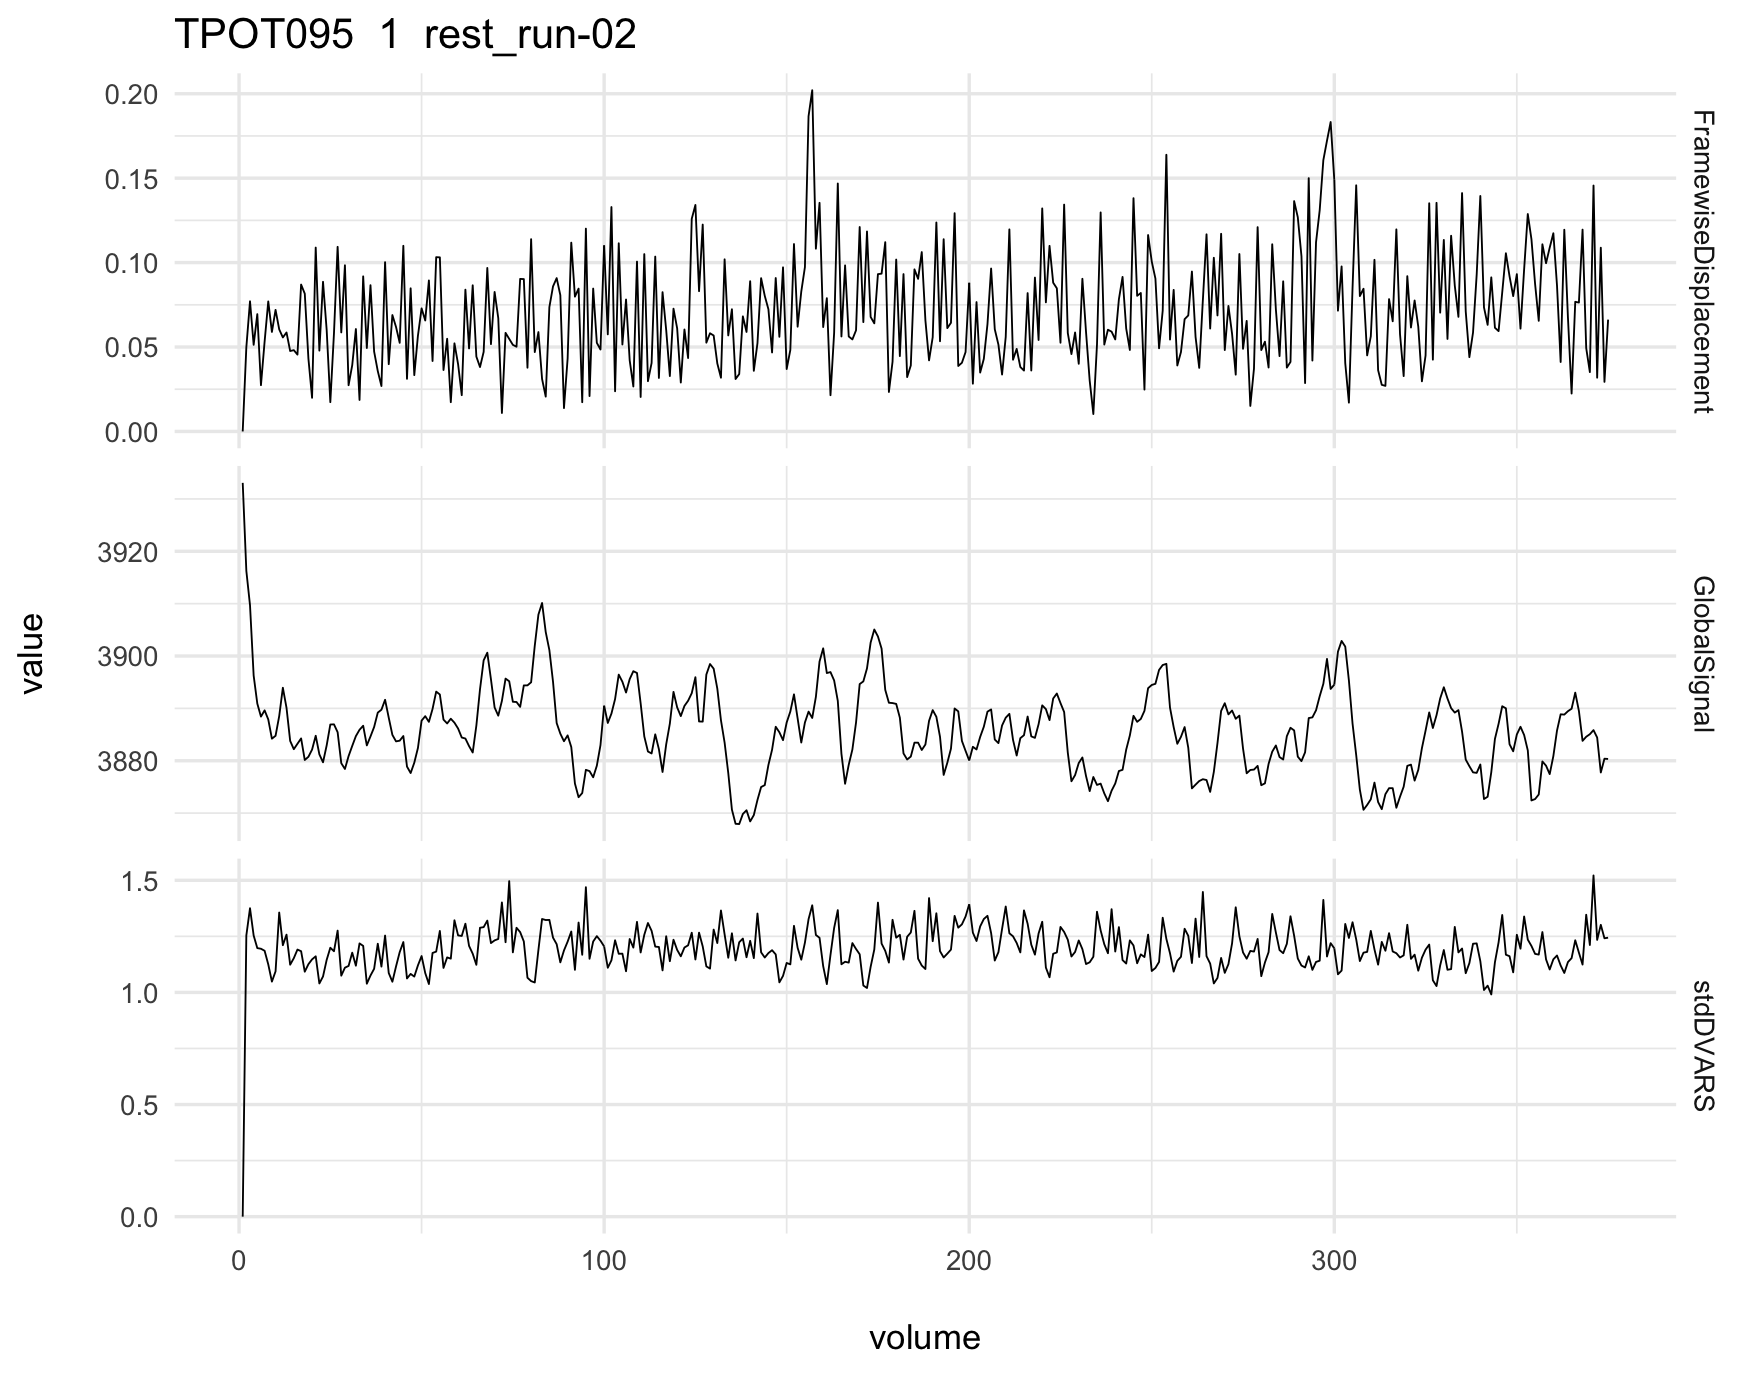 TPOT095 1 rest_run-02
0.20
0.15
0.10
0.05
0.00
FramewiseDisplacement
3920
3900
3880
GlobalSignal
value
1.5
1.0
0.5
0.0
stdDVARS
0 100 200 300
volume